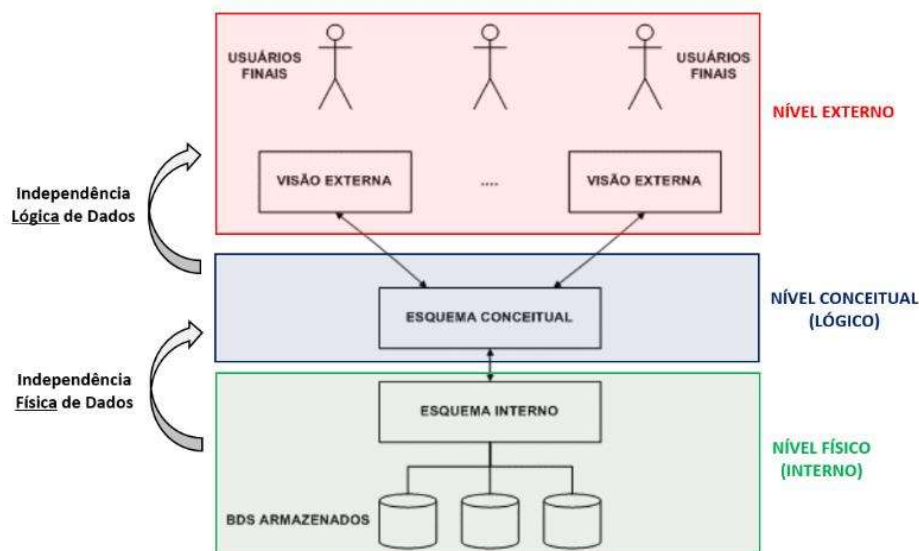 USUÁRIOS
FINAIS
USUÁRIOS
FINAIS
NÍVEL EXTERNO
VISÃO EXTERNA
....
VISÃO EXTERNA
Independência
Lógica de Dados
ESQUEMA CONCEITUAL
NÍVEL CONCEITUAL
(LÓGICO)
Independência
Física de Dados
ESQUEMA INTERNO
NÍVEL FÍSICO
(INTERNO)
BDS ARMAZENADOS